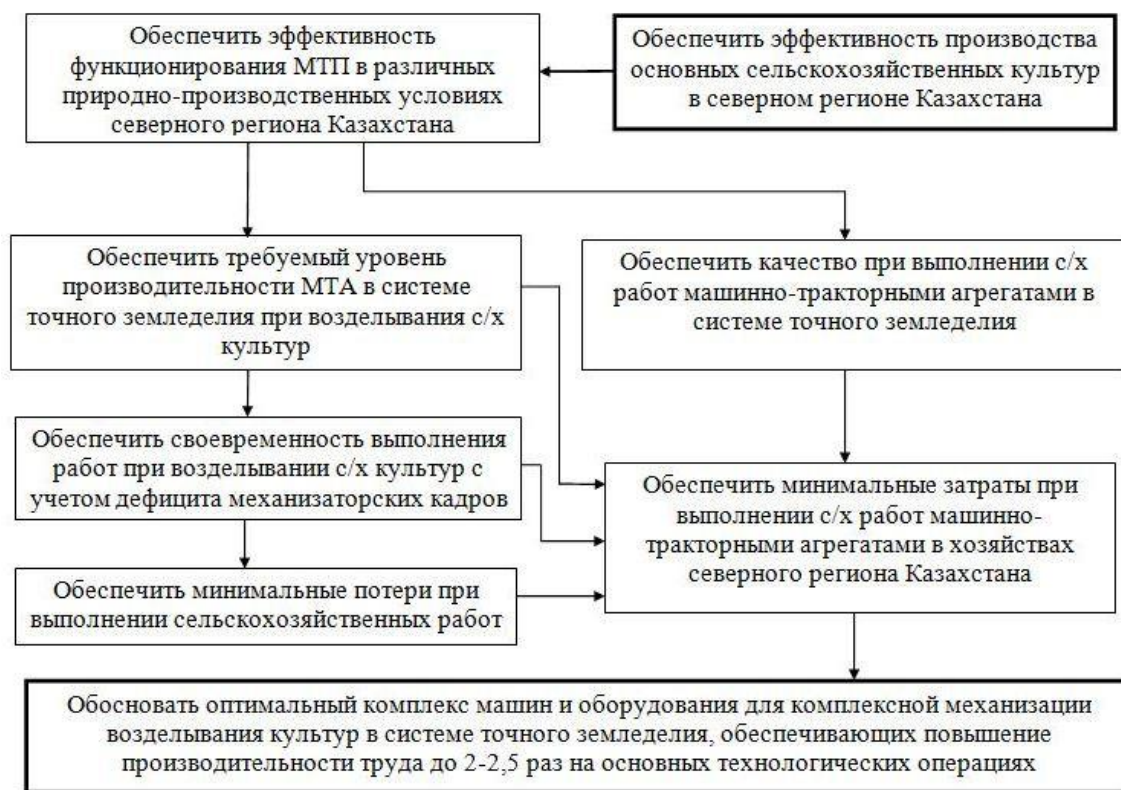 Обеспечить эффективность
функционирования МТП в различных
природно-производственных условиях
северного региона Казахстана
Обеспечить эффективность производства
основных сельскохозяйственных культур
в северном регионе Казахстана
Обеспечить требуемый уровень
производительности МТА в системе
точного земледелия при возделывания с/х
культур
Обеспечить качество при выполнении с/х
работ машинно-тракторными агрегатами в
системе точного земледелия
Обеспечить своевременность выполнения
работ при возделывании с/х культур с
учетом дефицита механизаторских кадров
Обеспечить минимальные затраты при
выполнении с/х работ машинно-
тракторными агрегатами в хозяйствах
северного региона Казахстана
Обеспечить минимальные потери при
выполнении сельскохозяйственных работ
Обосновать оптимальный комплекс машин и оборудования для комплексной механизации
возделывания культур в системе точного земледелия, обеспечивающих повышение
производительности труда до 2-2,5 раз на основных технологических операциях